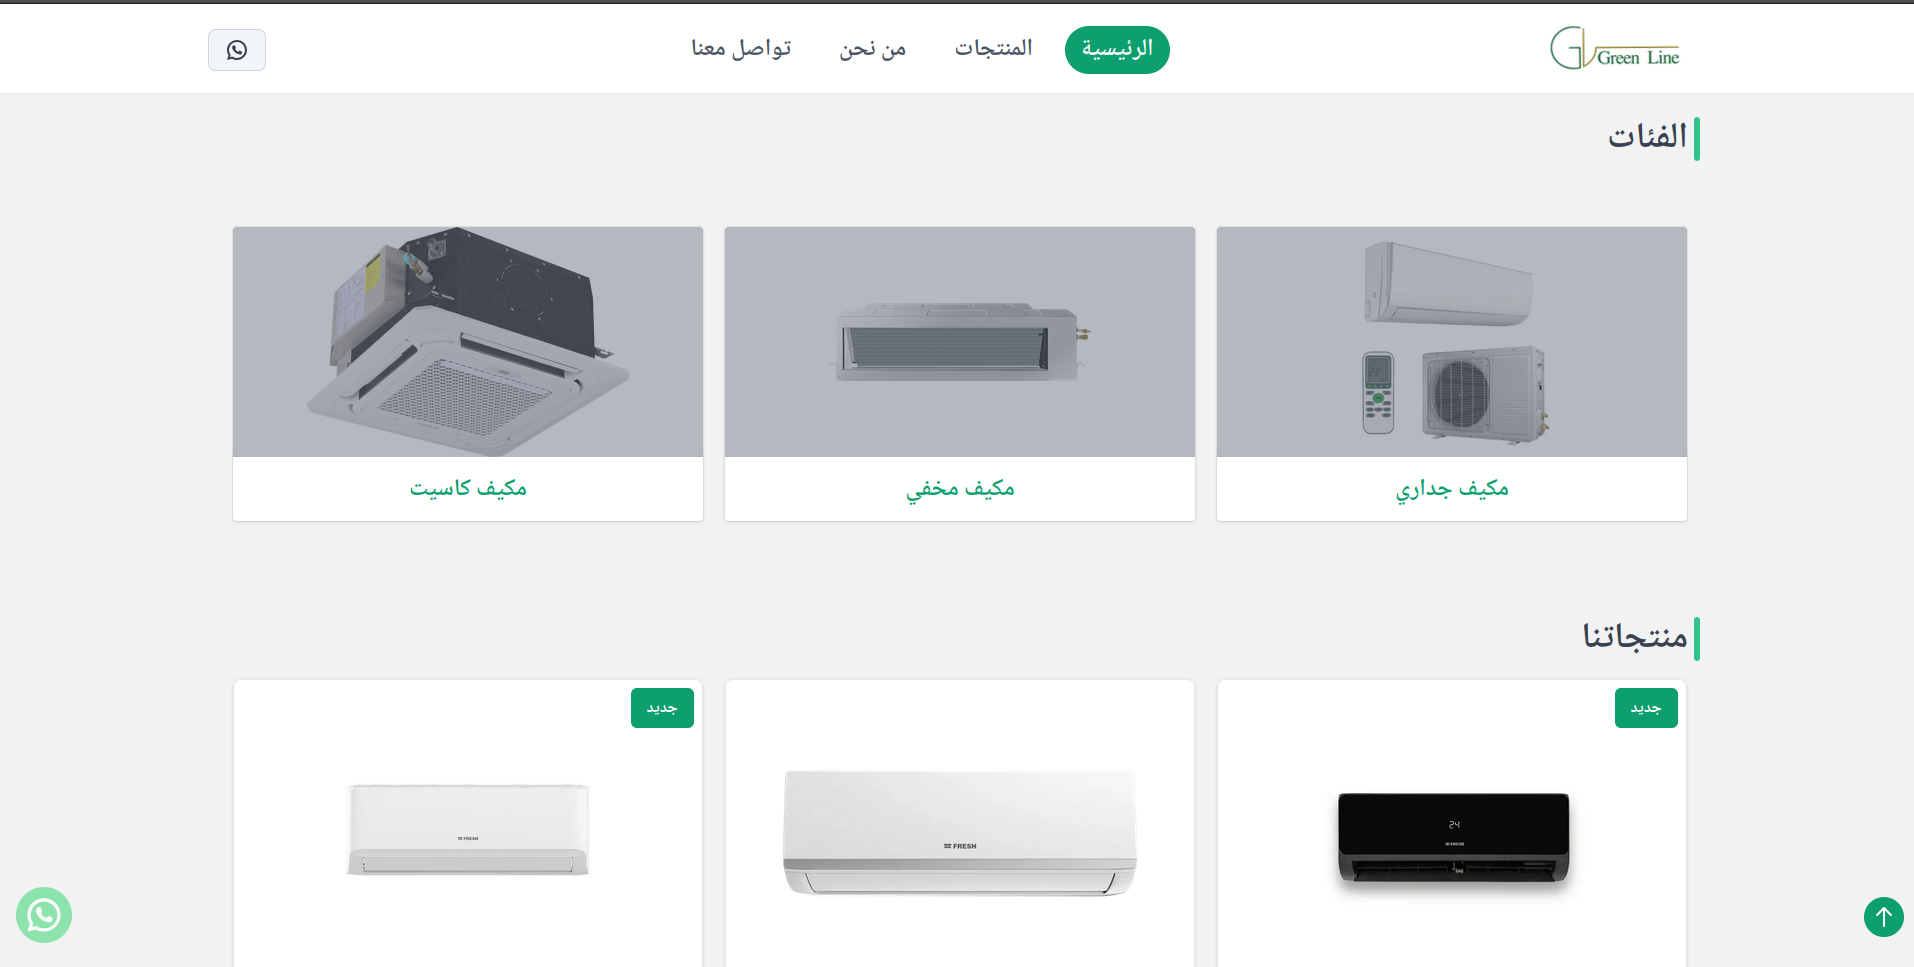 Green Line
الرئيسية
المنتجات
من نحن
تواصل معنا
الفئات
مكيف جداري
مكيف مخفي
مكيف كاسيت
منتجاتنا
جديد
24
FRESH
FRESH
جديد
FRESH